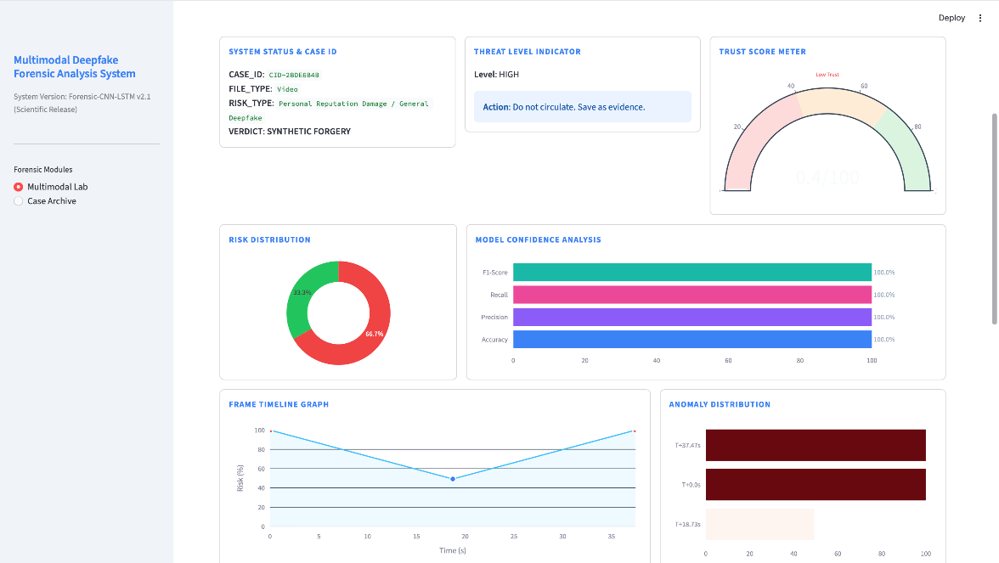 Deploy
Multimodal Deepfake
Forensic Analysis System
System Version: Forensic-CNN-LSTM v2.1
(Scientific Release)
Forensic Modules
Multimodal Lab
Case Archive
SYSTEM STATUS & CASE ID
CASE_ID: CID-2BDE6B4B
FILE_TYPE: Video
RISK_TYPE: Personal Reputation Damage / General
Deepfake
VERDICT: SYNTHETIC FORGERY
THREAT LEVEL INDICATOR
Level: HIGH
Action: Do not circulate. Save as evidence.
TRUST SCORE METER
Low Trust
40
60
20
80
0.4/100
RISK DISTRIBUTION
33.3%
66.7%
MODEL CONFIDENCE ANALYSIS
F1-Score 100.0%
Recall 100.0%
Precision 100.0%
Accuracy 100.0%
0 20 40 60 80 100
FRAME TIMELINE GRAPH
100
80
60
40
20
0
Risk (%)
0 5 10 15 20 25 30 35
Time (s)
ANOMALY DISTRIBUTION
T+37.47s
T+0.0s
T+18.73s
0 20 40 60 80 100